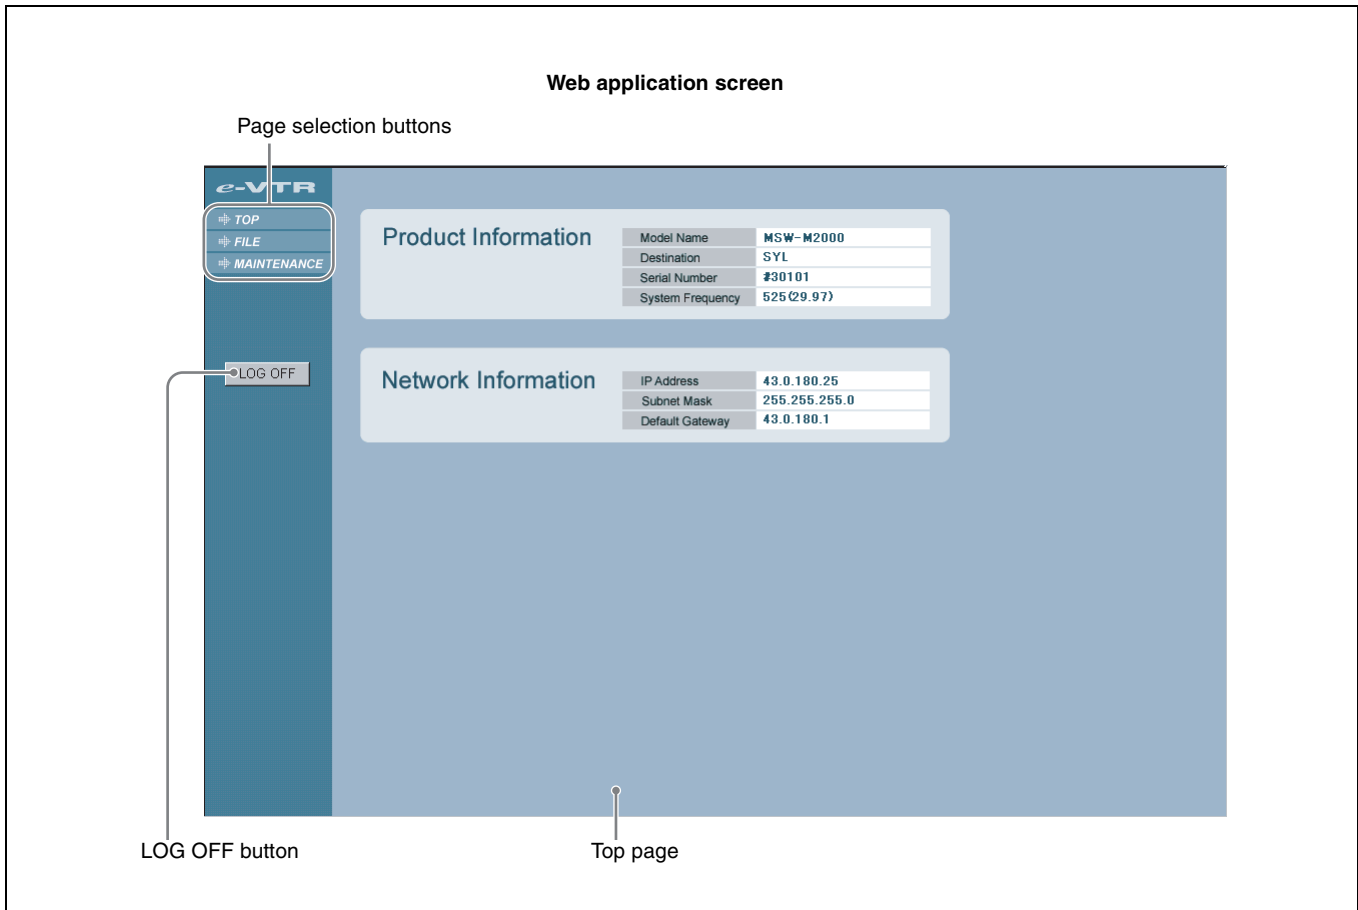 Web application screen
Page selection buttons
e-VTR
TOP
FILE
MAINTENANCE
LOG OFF
Product Information
Model Name MSW-M2000
Destination SYL
Serial Number #30101
System Frequency 525(29.97)
Network Information
IP Address 43.0.180.25
Subnet Mask 255.255.255.0
Default Gateway 43.0.180.1
LOG OFF button
Top page